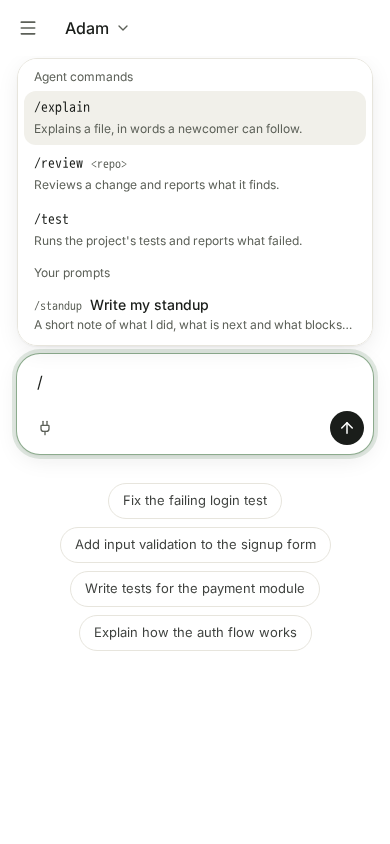 Adam
Agent commands
/explain
Explains a file, in words a newcomer can follow.
/review <repo>
Reviews a change and reports what it finds.
/test
Runs the project's tests and reports what failed.
Your prompts
/standup Write my standup
A short note of what I did, what is next and what blocks…
/
Fix the failing login test
Add input validation to the signup form
Write tests for the payment module
Explain how the auth flow works